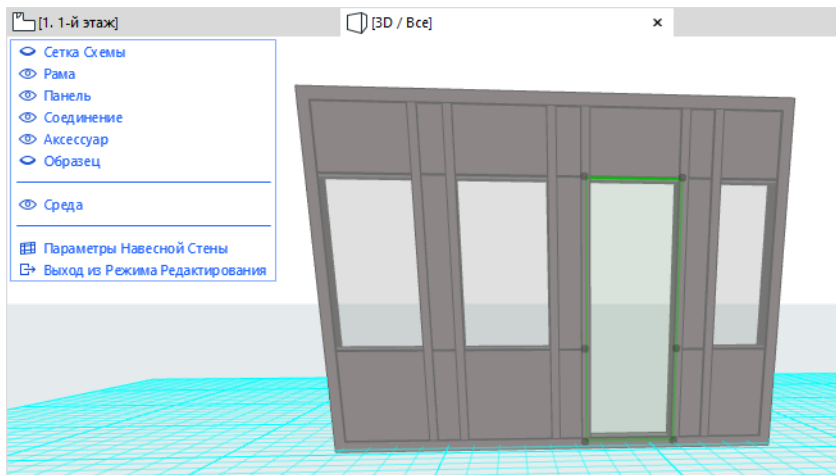 [1. 1-й этаж]
[3D / Все]
Сетка Схемы
Рама
Панель
Соединение
Аксессуар
Образец
Среда
Параметры Навесной Стены
Выход из Режима Редактирования